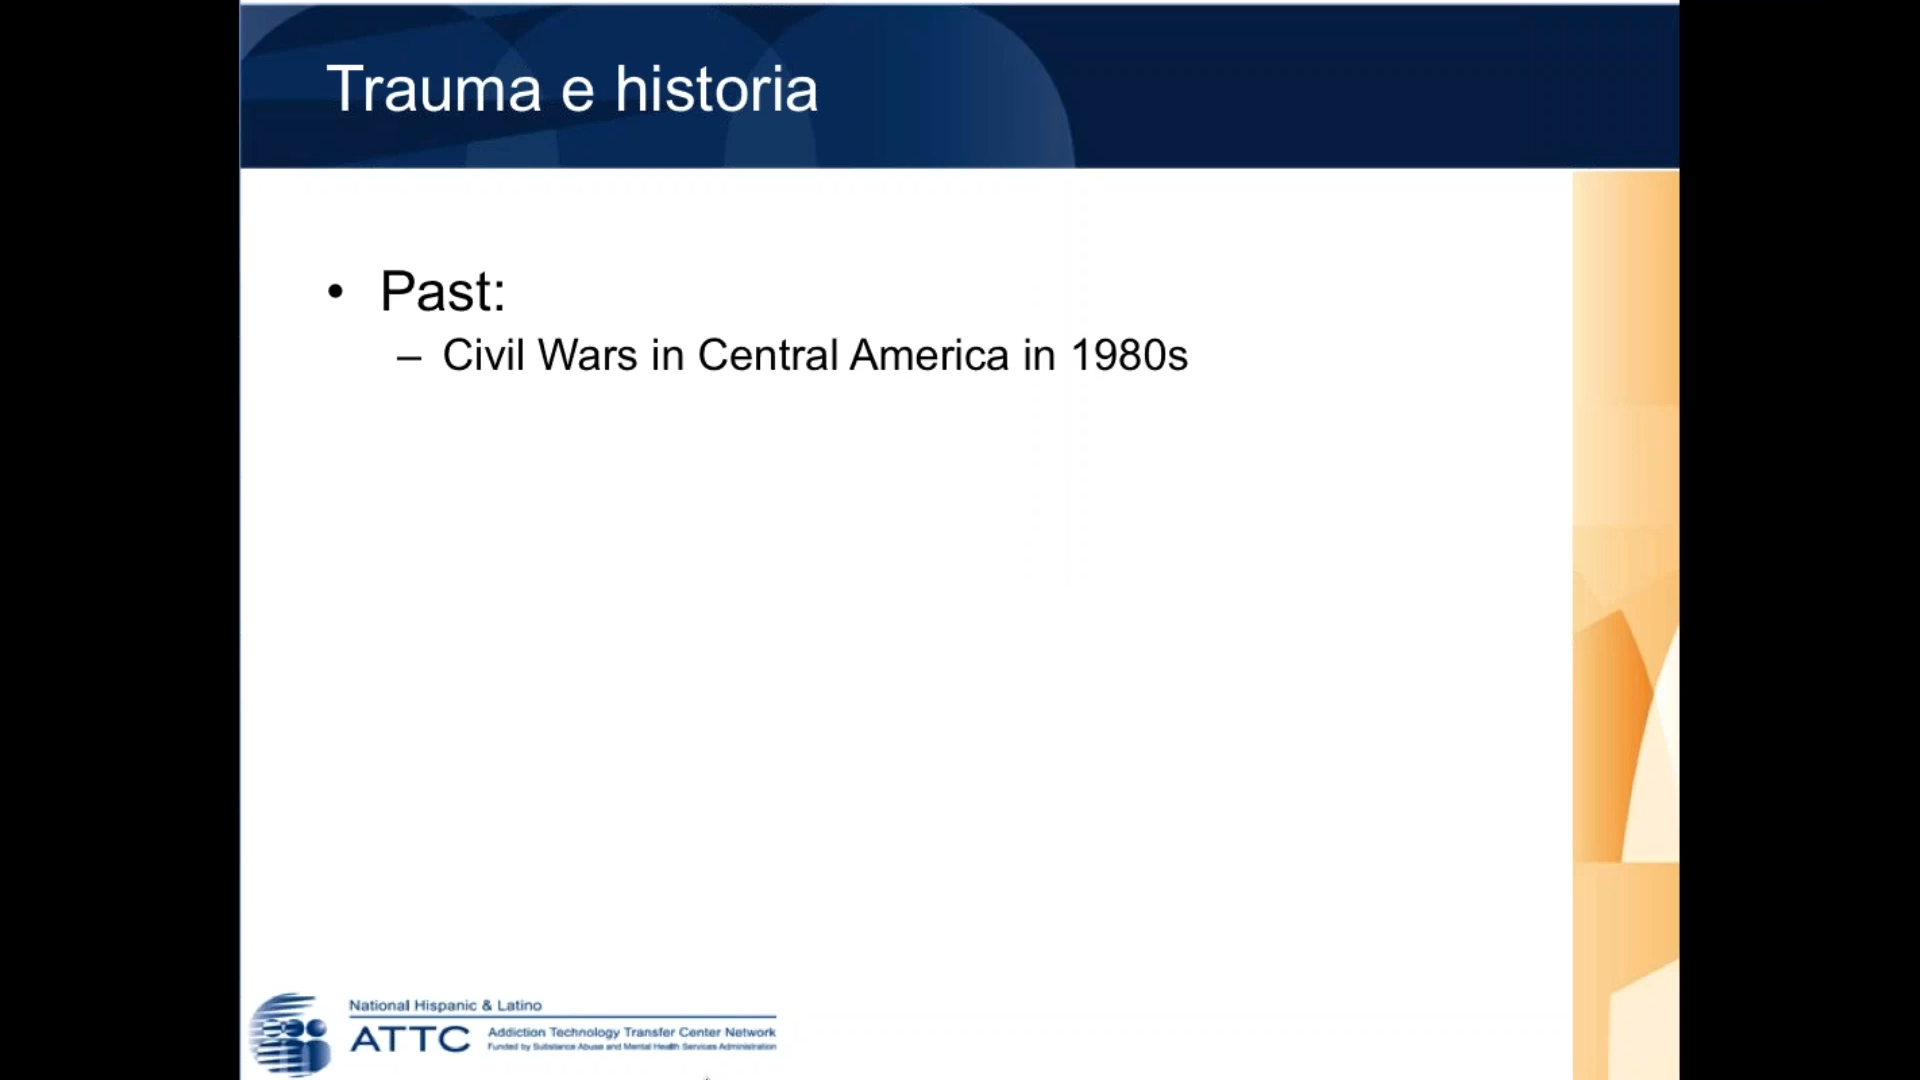 Trauma e historia
• Past:
– Civil Wars in Central America in 1980s
National Hispanic & Latino
ATTC
Addiction Technology Transfer Center Network
Funded by Substance Abuse and Mental Health Services Administration